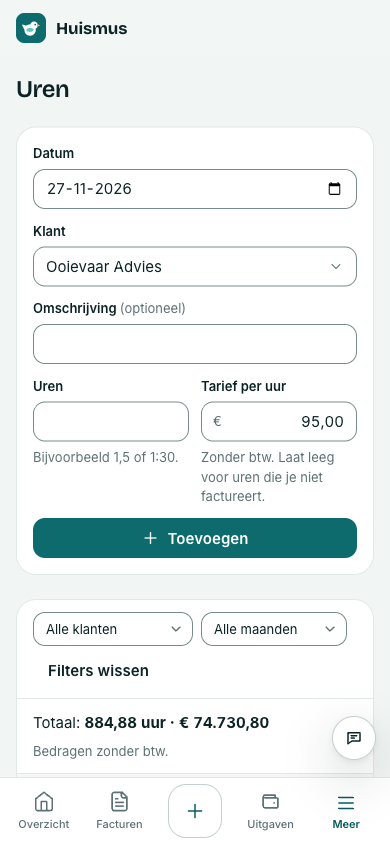 Huismus
Uren
Datum
27-11-2026
Klant
Ooievaar Advies
Omschrijving (optioneel)
Uren
Tarief per uur
€ 95,00
Bijvoorbeeld 1,5 of 1:30.
Zonder btw. Laat leeg
voor uren die je niet
factureert.
Toevoegen
Alle klanten
Alle maanden
Filters wissen
Totaal: 884,88 uur · € 74.730,80
Bedragen zonder btw.
Overzicht
Facturen
Uitgaven
Meer